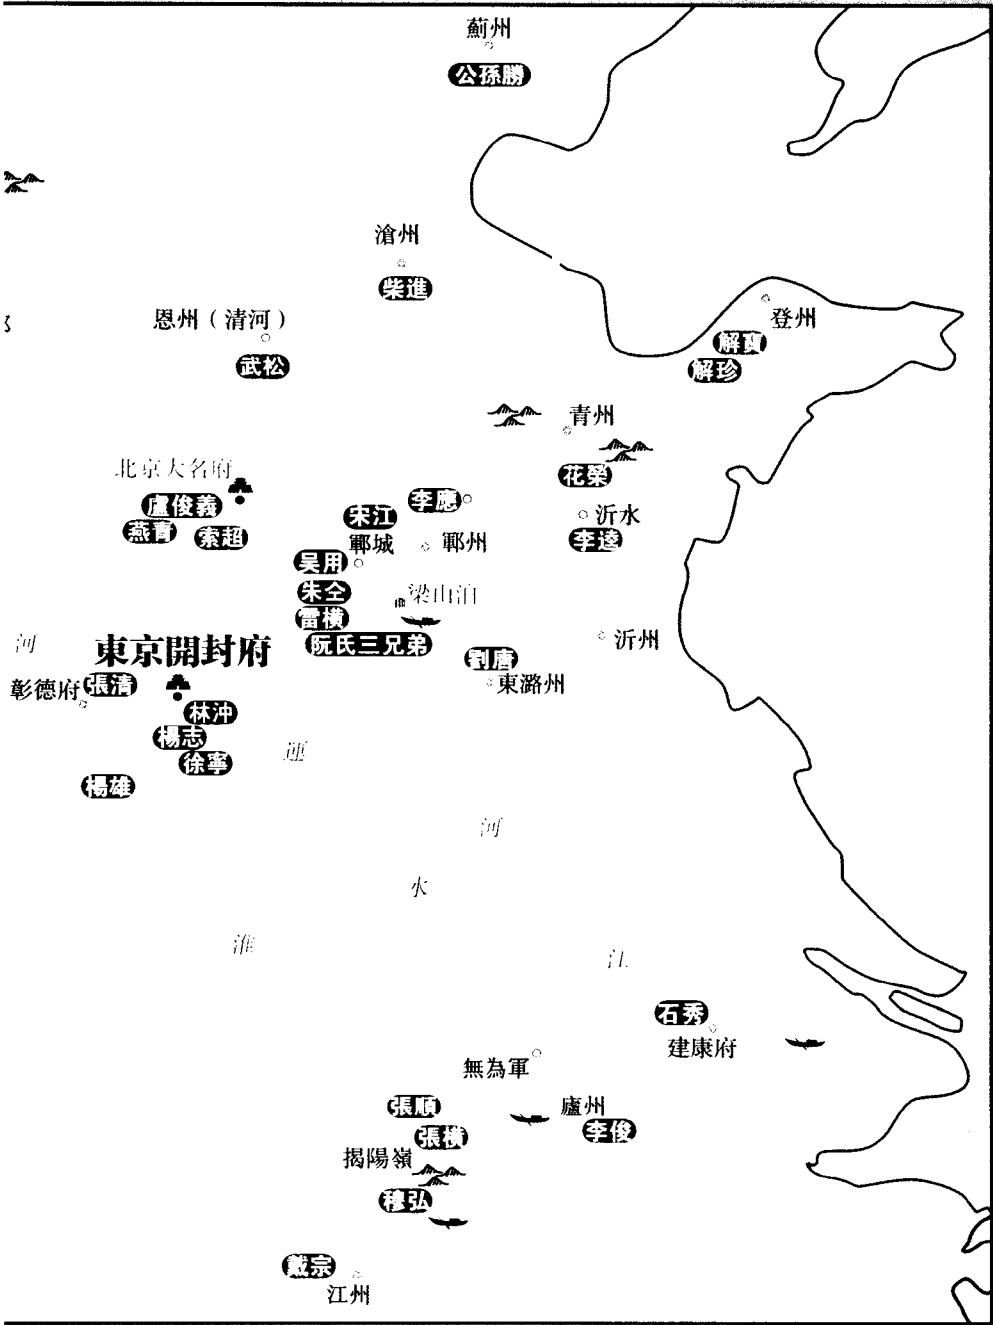 薊州
公孫勝
滄州
柴進
恩州（清河）
武松
登州
解寶
解珍
青州
花榮
北京大名府
盧俊義
燕青
索超
李應
宋江
鄆城
鄆州
沂水
李逵
吴用
朱仝
雷橫
阮氏三兄弟
梁山泊
沂州
河
東京開封府
劉唐
東潞州
彰德府
張清
林沖
楊志
徐寧
楊雄
運
河
水
淮
江
石秀
建康府
無為軍
張順
廬州
李俊
張橫
揭陽嶺
穆弘
戴宗
江州